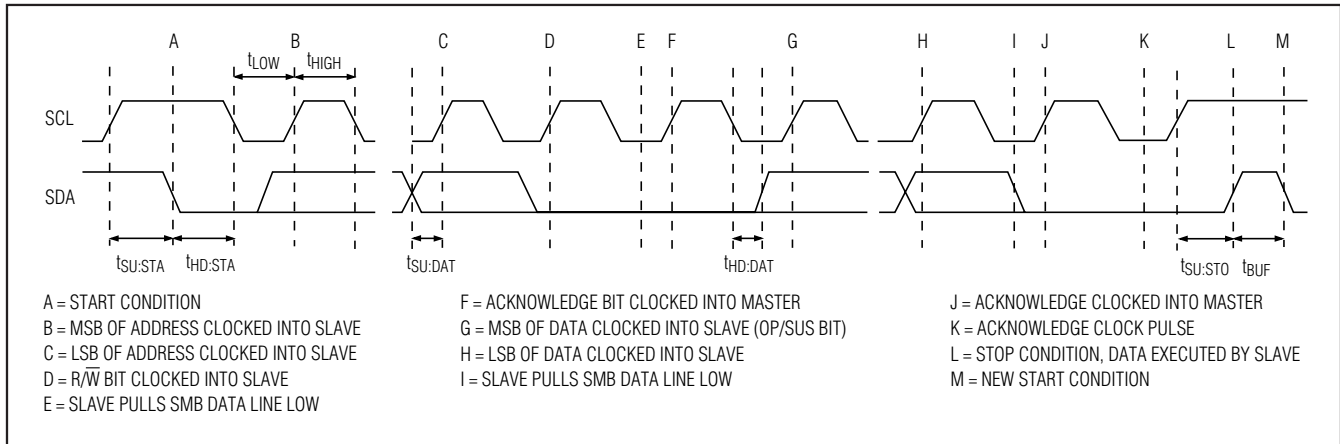 A B C D E F G H I J K L M
tLOW tHIGH
SCL
SDA
tSU:STA tHD:STA tSU:DAT tHD:DAT tSU:STO tBUF
A = START CONDITION
B = MSB OF ADDRESS CLOCKED INTO SLAVE
C = LSB OF ADDRESS CLOCKED INTO SLAVE
D = R/W̅ BIT CLOCKED INTO SLAVE
E = SLAVE PULLS SMB DATA LINE LOW
F = ACKNOWLEDGE BIT CLOCKED INTO MASTER
G = MSB OF DATA CLOCKED INTO SLAVE (OP/SUS BIT)
H = LSB OF DATA CLOCKED INTO SLAVE
I = SLAVE PULLS SMB DATA LINE LOW
J = ACKNOWLEDGE CLOCKED INTO MASTER
K = ACKNOWLEDGE CLOCK PULSE
L = STOP CONDITION, DATA EXECUTED BY SLAVE
M = NEW START CONDITION